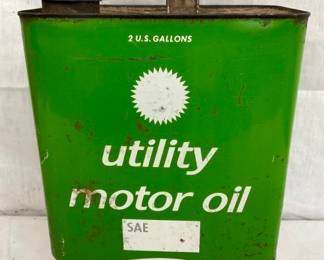 2 U.S. GALLONS
utility
motor oil
SAE